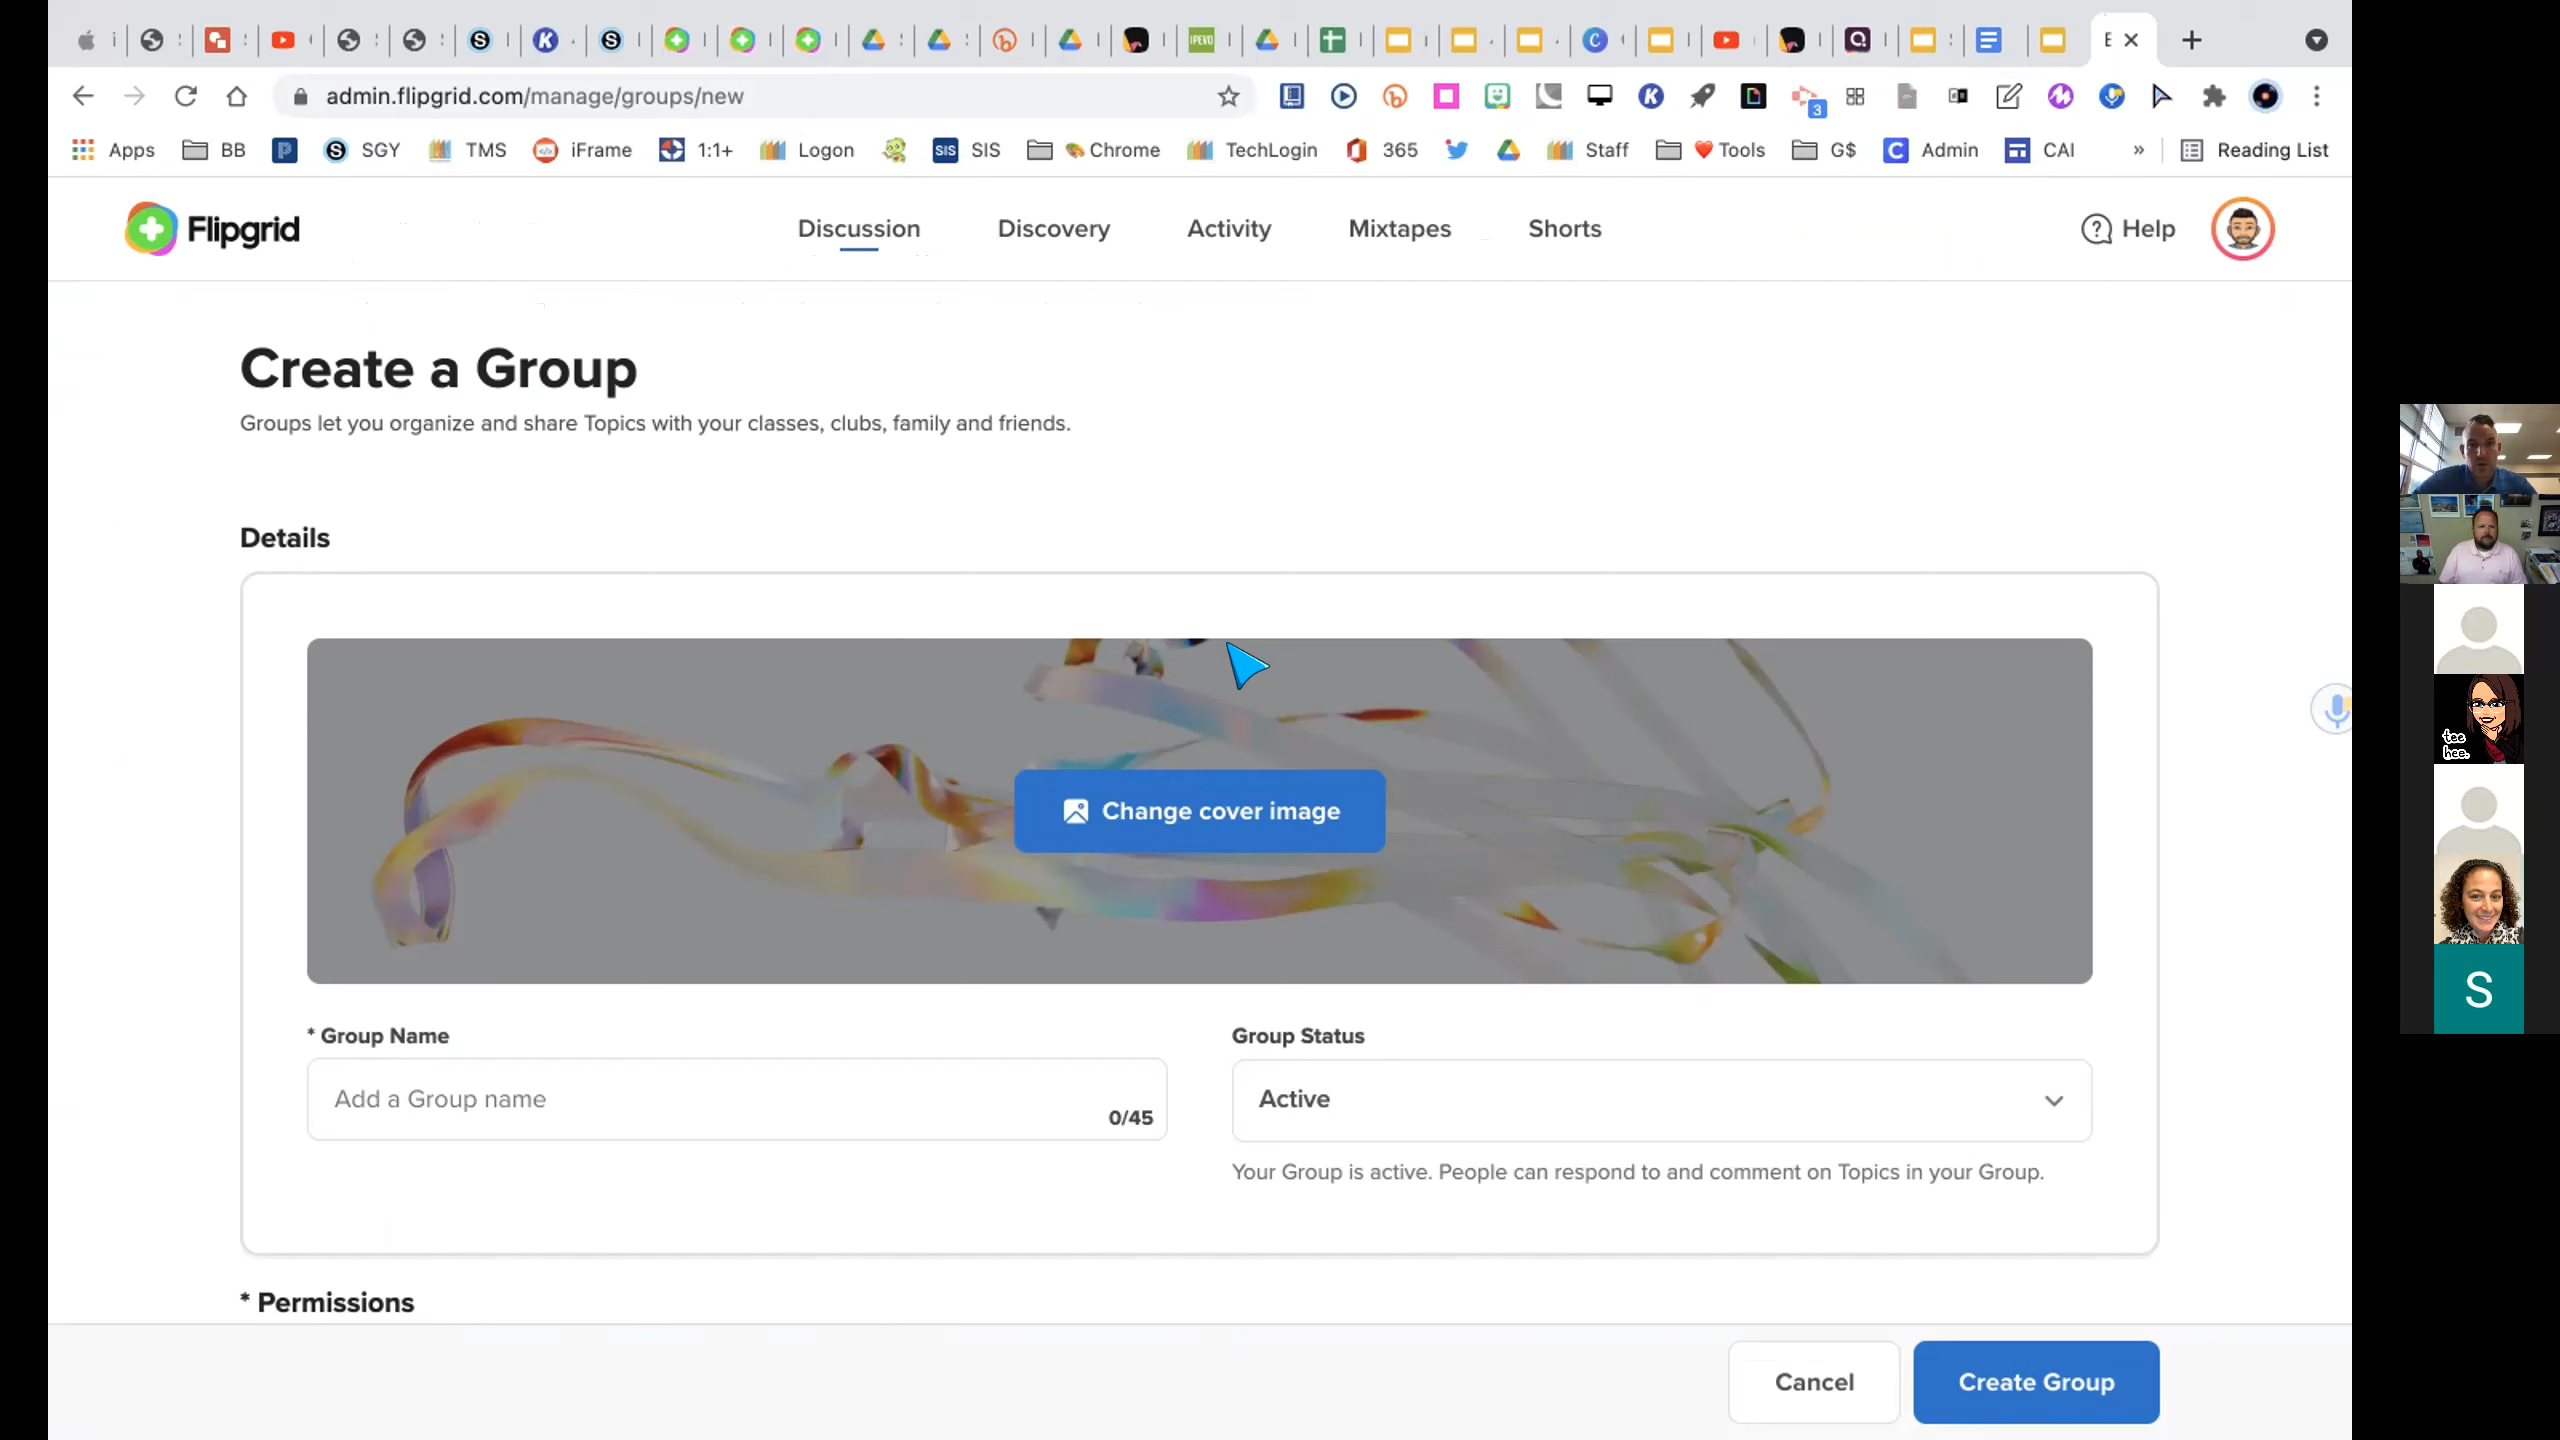 admin.flipgrid.com/manage/groups/new
3
Apps BB SGY TMS iFrame 1:1+ Logon SIS SIS Chrome TechLogin 365 Staff Tools G$ Admin CAI » Reading List
Flipgrid Discussion Discovery Activity Mixtapes Shorts Help
Create a Group
Groups let you organize and share Topics with your classes, clubs, family and friends.
Details
Change cover image
* Group Name
Group Status
Add a Group name
0/45
Active
Your Group is active. People can respond to and comment on Topics in your Group.
* Permissions
Cancel
Create Group
tee
hee.
S